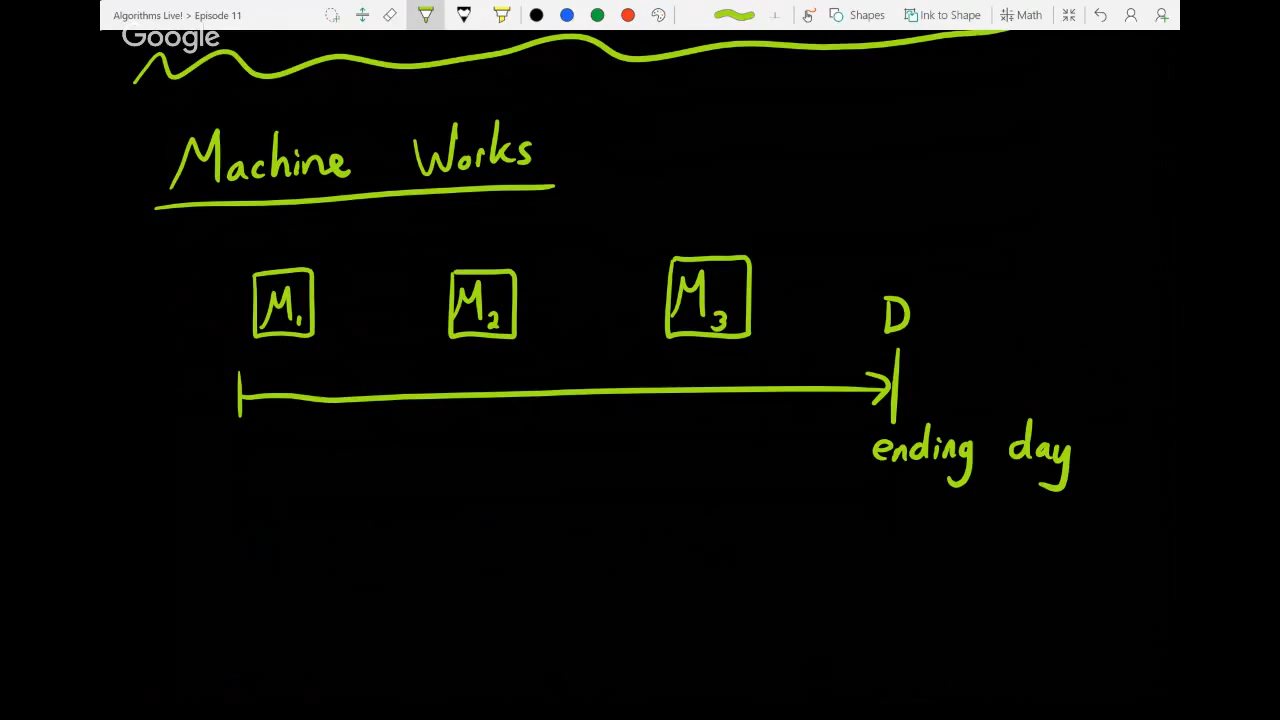 Algorithms Live! > Episode 11
Shapes
Ink to Shape
Math
Google
Machine Works
M1 M2 M3 D
ending day